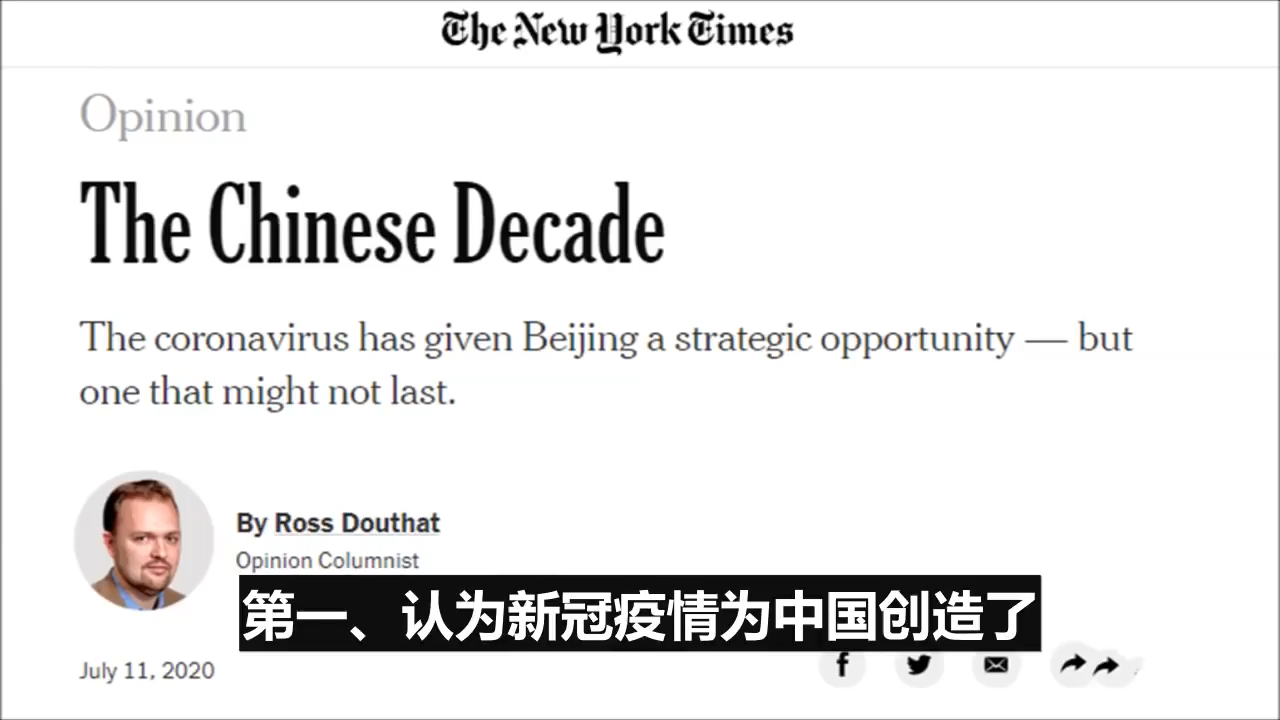 The New York Times
Opinion
The Chinese Decade
The coronavirus has given Beijing a strategic opportunity — but
one that might not last.
By Ross Douthat
Opinion Columnist
第一、认为新冠疫情为中国创造了
July 11, 2020